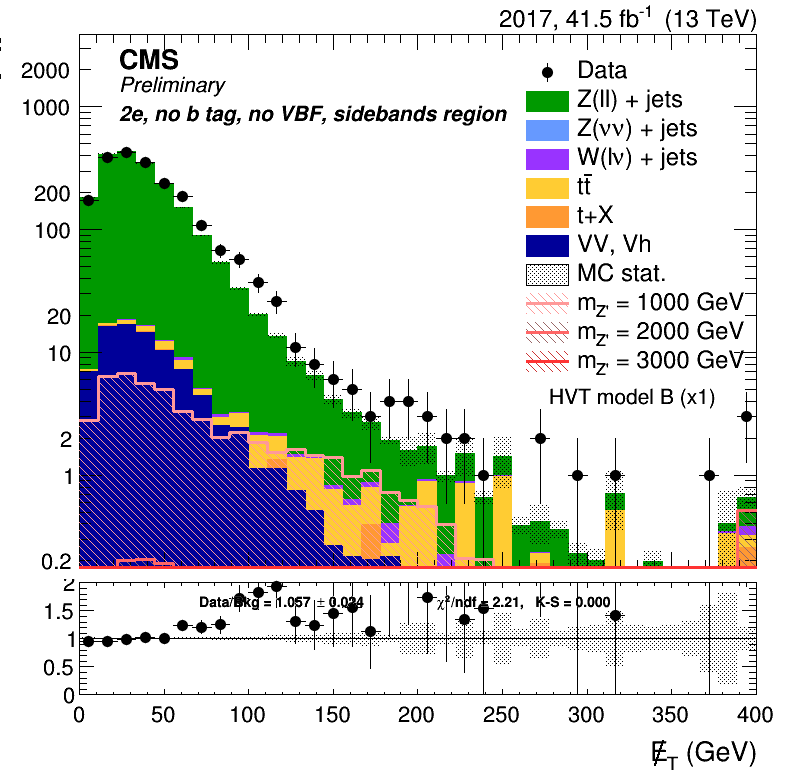 2017, 41.5 fb⁻¹ (13 TeV)
CMS
Preliminary
2e, no b tag, no VBF, sidebands region
Data
Z(ll) + jets
Z(νν) + jets
W(lν) + jets
tt̄
t+X
VV, Vh
MC stat.
m_Z' = 1000 GeV
m_Z' = 2000 GeV
m_Z' = 3000 GeV
HVT model B (x1)
2000
1000
200
100
20
10
2
1
0.2
2
1.5
1
0.5
0
Data/Bkg = 1.057 ± 0.024 χ²/ndf = 2.21, K-S = 0.000
0 50 100 150 200 250 300 350 400
E̸_T (GeV)